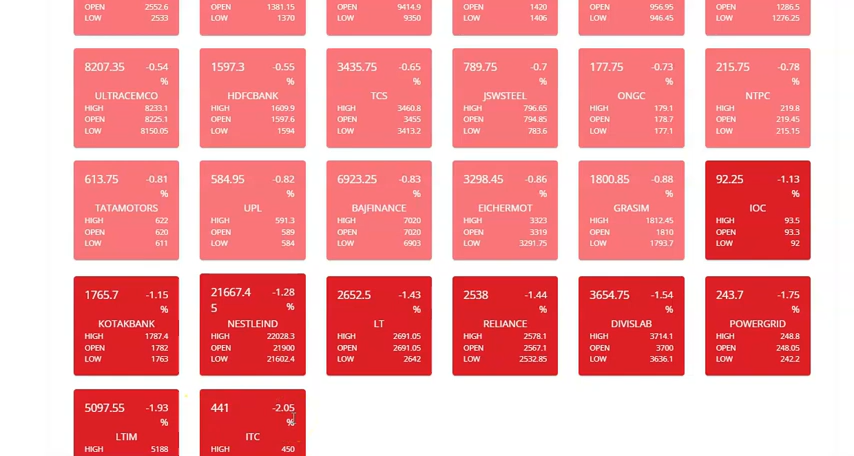 OPEN 2552.6 OPEN 1381.15 OPEN 9414.9 OPEN 1420 OPEN 956.95 OPEN 1286.5
LOW 2533 LOW 1370 LOW 9350 LOW 1406 LOW 946.45 LOW 1276.25
8207.35 -0.54 1597.3 -0.55 3435.75 -0.65 789.75 -0.7 177.75 -0.73 215.75 -0.78
% % % % % %
ULTRACEMCO HDFCBANK TCS JSWSTEEL ONGC NTPC
HIGH 8233.1 HIGH 1609.9 HIGH 3460.8 HIGH 796.65 HIGH 179.1 HIGH 219.8
OPEN 8225.1 OPEN 1597.6 OPEN 3455 OPEN 794.85 OPEN 178.7 OPEN 219.45
LOW 8150.05 LOW 1594 LOW 3413.2 LOW 783.6 LOW 177.1 LOW 215.15
613.75 -0.81 584.95 -0.82 6923.25 -0.83 3298.45 -0.86 1800.85 -0.88 92.25 -1.13
% % % % % %
TATAMOTORS UPL BAJFINANCE EICHERMOT GRASIM IOC
HIGH 622 HIGH 591.3 HIGH 7020 HIGH 3323 HIGH 1812.45 HIGH 93.5
OPEN 620 OPEN 589 OPEN 7020 OPEN 3319 OPEN 1810 OPEN 93.3
LOW 611 LOW 584 LOW 6903 LOW 3291.75 LOW 1793.7 LOW 92
1765.7 -1.15 21667.4 -1.28 2652.5 -1.43 2538 -1.44 3654.75 -1.54 243.7 -1.75
% 5 % % % % %
KOTAKBANK NESTLEIND LT RELIANCE DIVISLAB POWERGRID
HIGH 1787.4 HIGH 22028.3 HIGH 2691.05 HIGH 2578.1 HIGH 3714.1 HIGH 248.8
OPEN 1782 OPEN 21900 OPEN 2691.05 OPEN 2567.1 OPEN 3700 OPEN 248.05
LOW 1763 LOW 21602.4 LOW 2642 LOW 2532.85 LOW 3636.1 LOW 242.2
5097.55 -1.93 441 -2.05
% %
LTIM ITC
HIGH 5188 HIGH 450